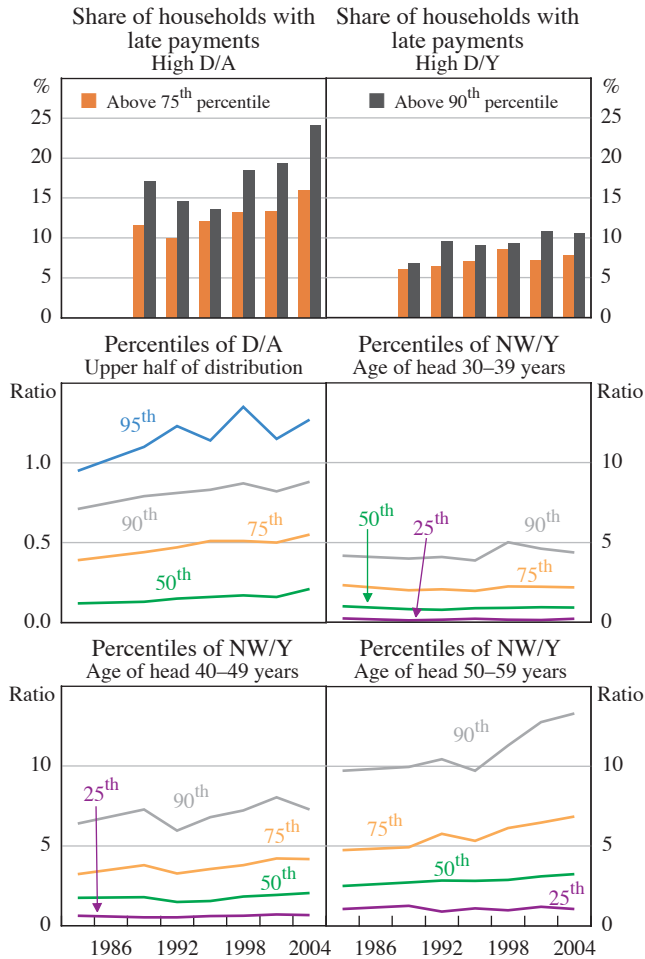 Share of households with
late payments
High D/A
Share of households with
late payments
High D/Y
%
%
Above 75th percentile
Above 90th percentile
25
25
20
20
15
15
10
10
5
5
0
0
Percentiles of D/A
Upper half of distribution
Percentiles of NW/Y
Age of head 30–39 years
Ratio
Ratio
95th
1.0
10
90th
50th
25th
90th
0.5
5
75th
75th
50th
0.0
0
Percentiles of NW/Y
Age of head 40–49 years
Percentiles of NW/Y
Age of head 50–59 years
Ratio
Ratio
90th
10
10
25th
90th
75th
75th
5
5
50th
50th
25th
0
0
1986 1992 1998 2004
1986 1992 1998 2004